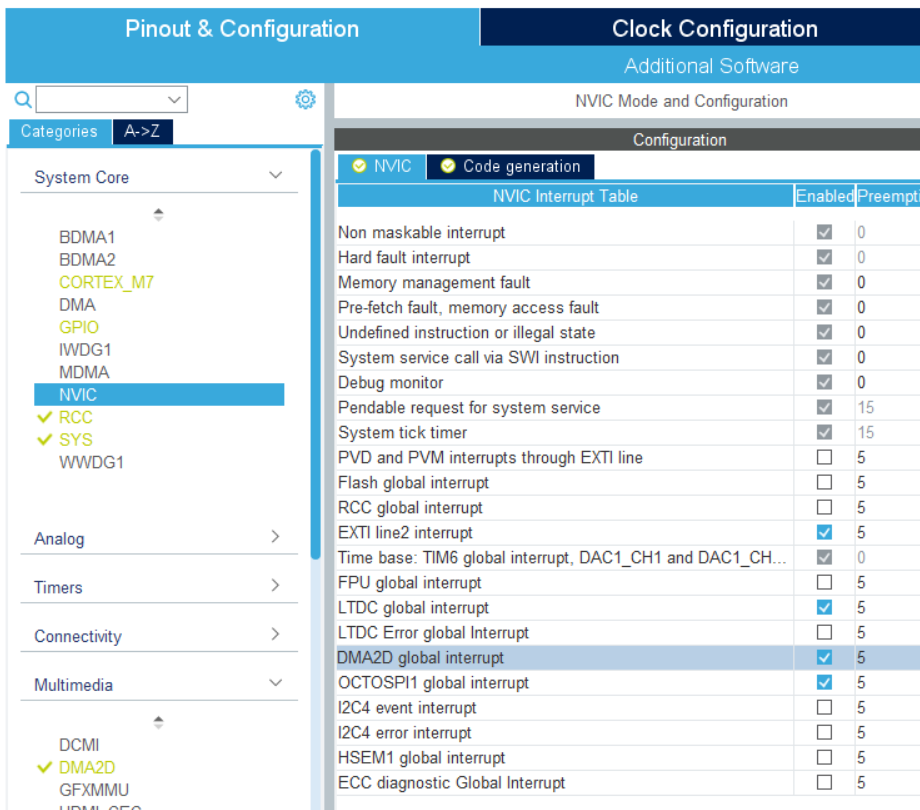 Pinout & Configuration
Clock Configuration
Additional Software
NVIC Mode and Configuration
Categories
A->Z
Configuration
System Core
BDMA1
BDMA2
CORTEX_M7
DMA
GPIO
IWDG1
MDMA
NVIC
RCC
SYS
WWDG1
Analog
Timers
Connectivity
Multimedia
DCMI
DMA2D
GFXMMU
NVIC
Code generation
NVIC Interrupt Table Enabled Preempti
Non maskable interrupt 0
Hard fault interrupt 0
Memory management fault 0
Pre-fetch fault, memory access fault 0
Undefined instruction or illegal state 0
System service call via SWI instruction 0
Debug monitor 0
Pendable request for system service 15
System tick timer 15
PVD and PVM interrupts through EXTI line 5
Flash global interrupt 5
RCC global interrupt 5
EXTI line2 interrupt 5
Time base: TIM6 global interrupt, DAC1_CH1 and DAC1_CH... 0
FPU global interrupt 5
LTDC global interrupt 5
LTDC Error global Interrupt 5
DMA2D global interrupt 5
OCTOSPI1 global interrupt 5
I2C4 event interrupt 5
I2C4 error interrupt 5
HSEM1 global interrupt 5
ECC diagnostic Global Interrupt 5